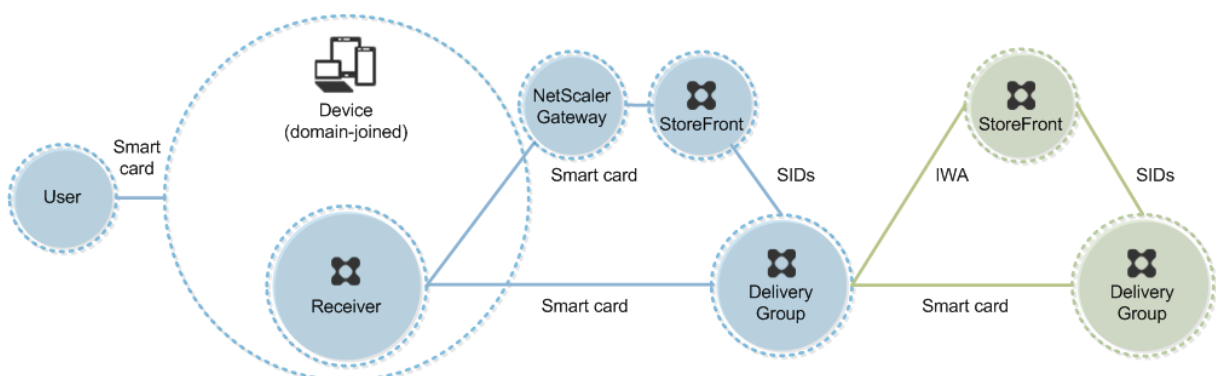 User
Smart
card
Device
(domain-joined)
Receiver
NetScaler
Gateway
StoreFront
Smart card
SIDs
Smart card
Delivery
Group
IWA
StoreFront
SIDs
Smart card
Delivery
Group